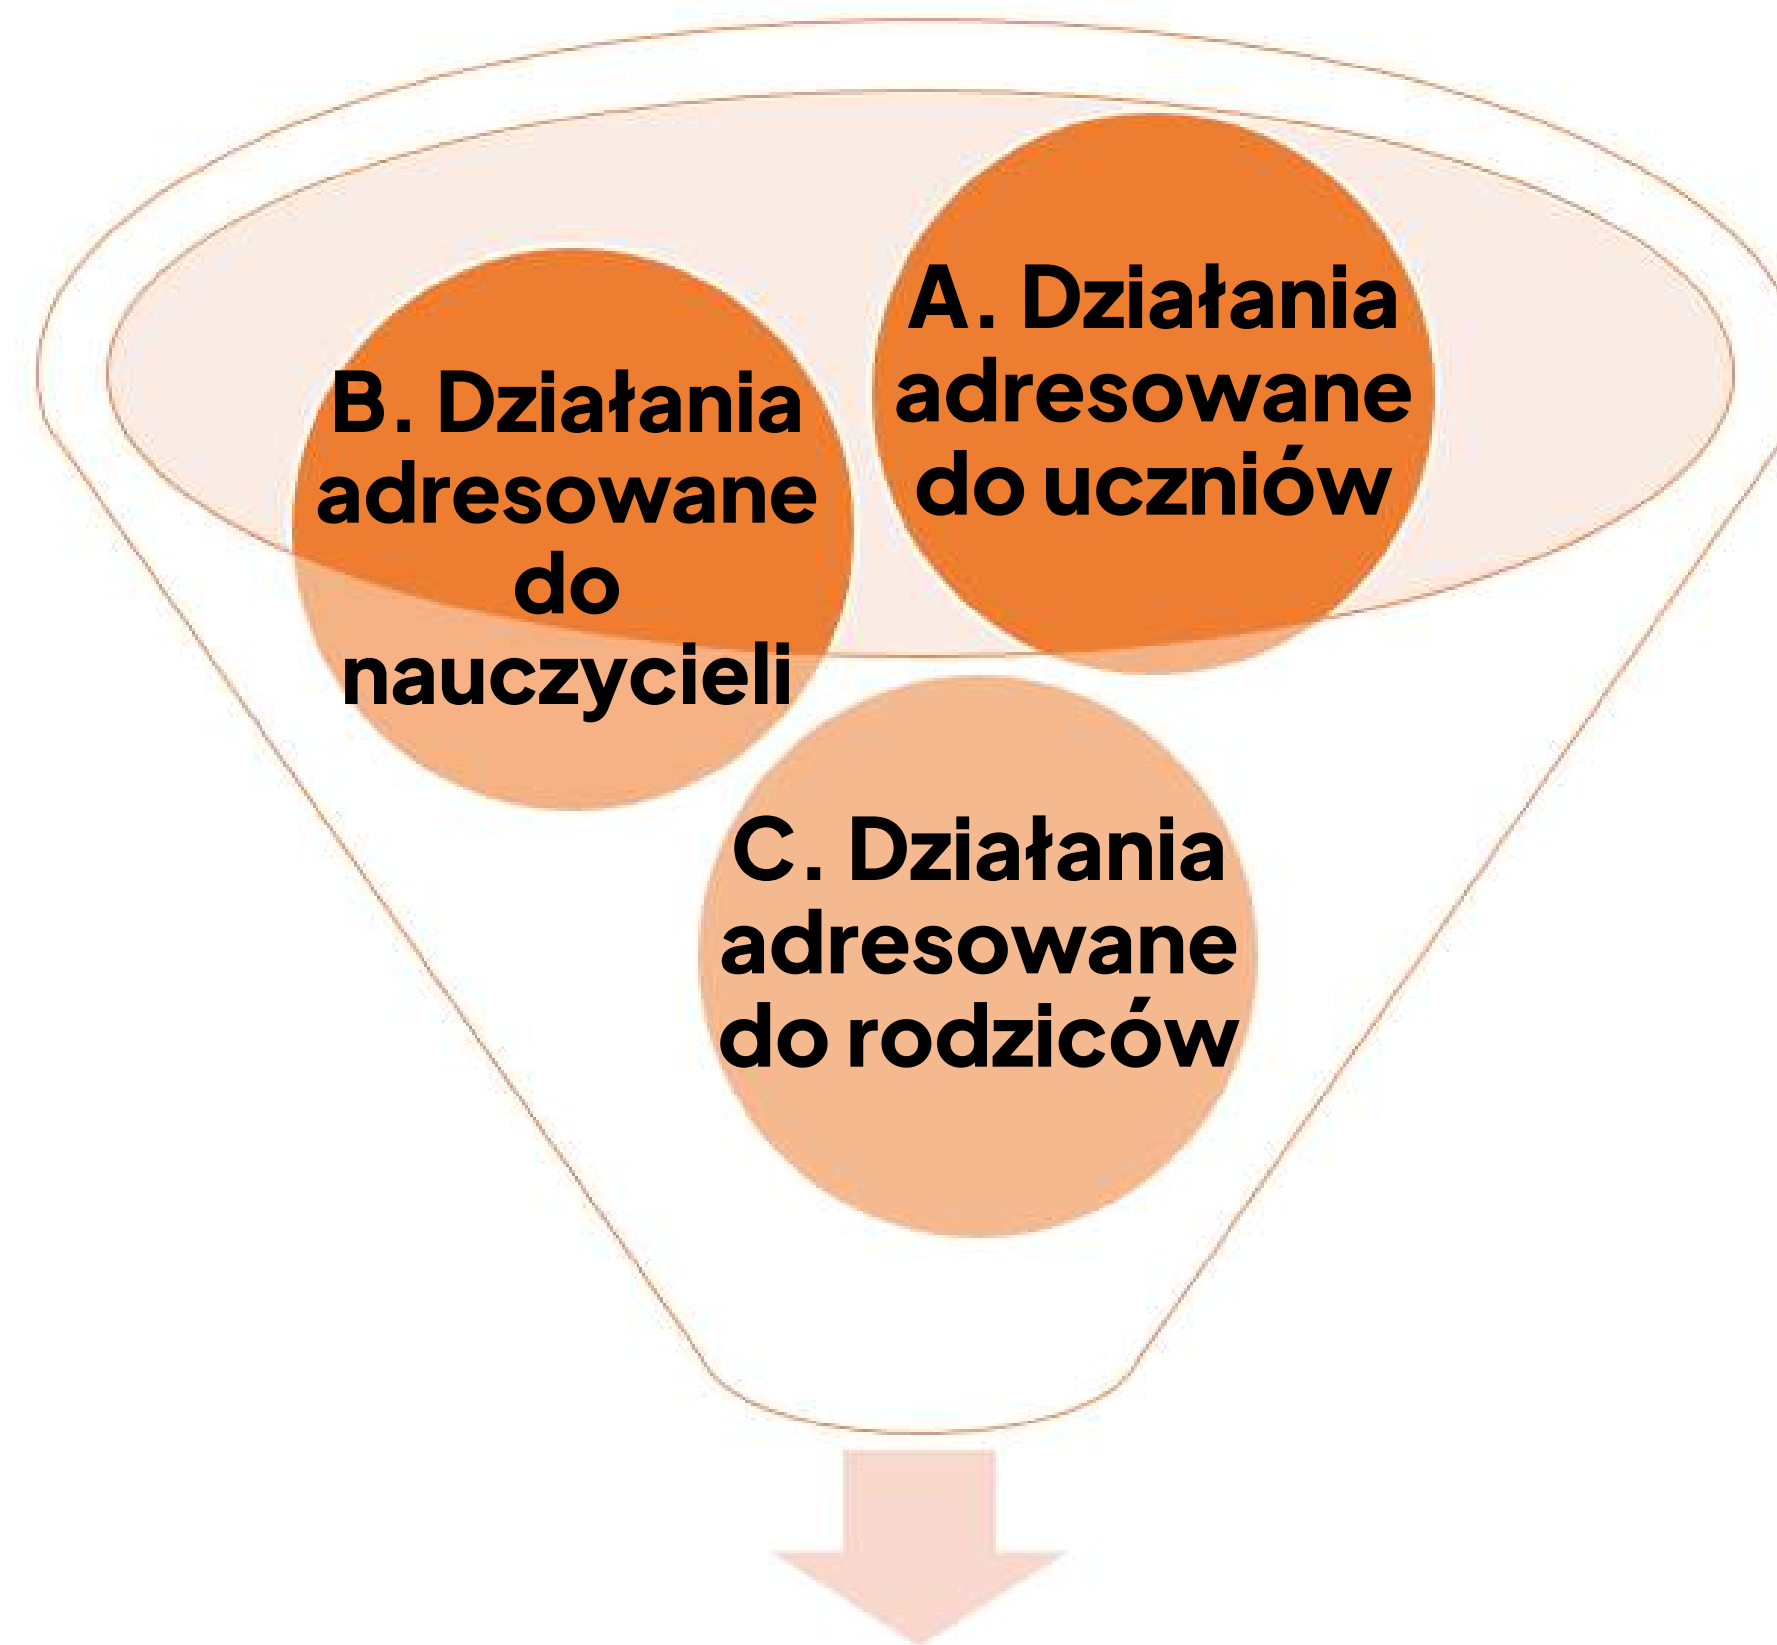 A. Działania
adresowane
do uczniów
B. Działania
adresowane
do
nauczycieli
C. Działania
adresowane
do rodziców